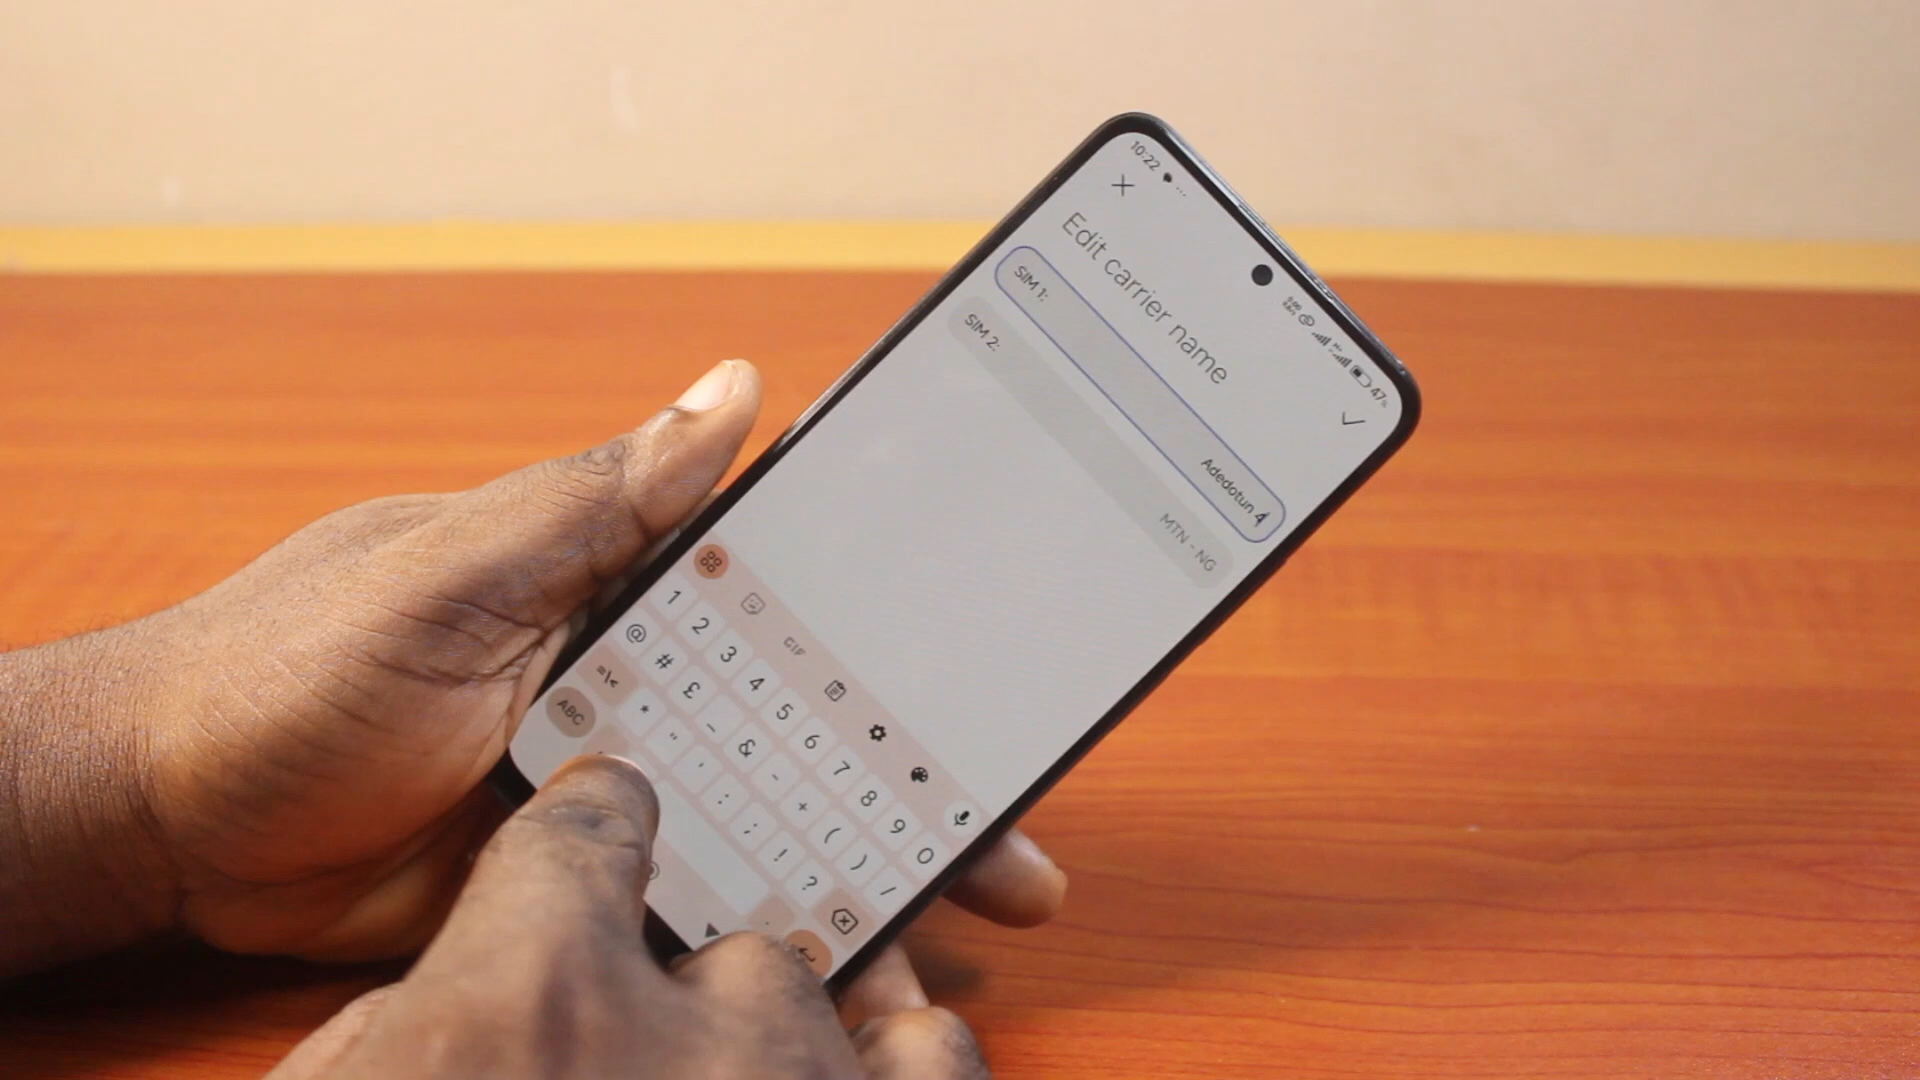 10:22
47%
Edit carrier name
SIM 1:
Adedotun 4
SIM 2:
MTN - NG
GIF
1 2 3 4 5 6 7 8 9 0
@ # £ _ & - + ( ) /
=\< * " ' : ; ! ?
ABC .